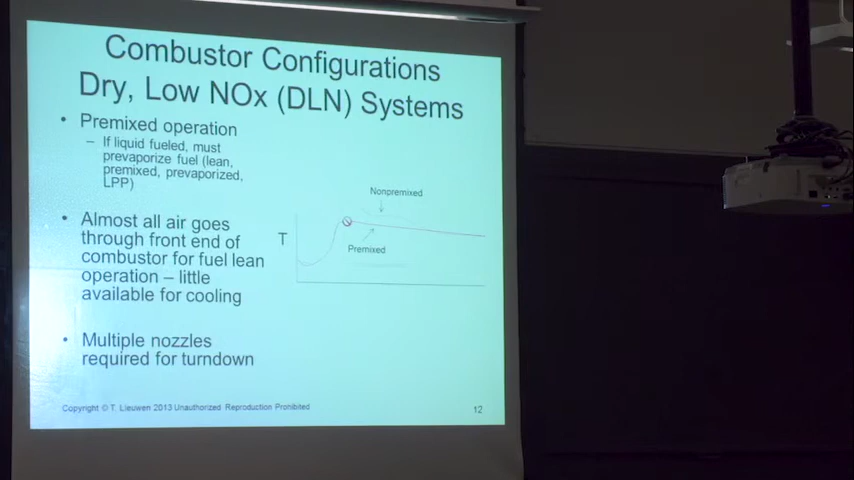 Combustor Configurations
Dry, Low NOx (DLN) Systems
• Premixed operation
– If liquid fueled, must
prevaporize fuel (lean,
premixed, prevaporized,
LPP)
• Almost all air goes
through front end of
combustor for fuel lean
operation – little
available for cooling
• Multiple nozzles
required for turndown
Nonpremixed
T
Premixed
Copyright © T. Lieuwen 2013 Unauthorized Reproduction Prohibited
12